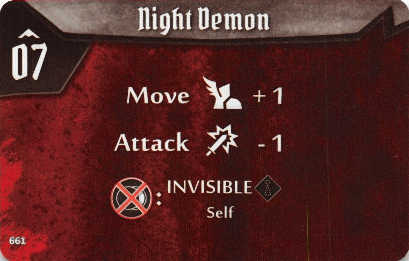 Night Demon
07
Move + 1
Attack - 1
: INVISIBLE
Self
661